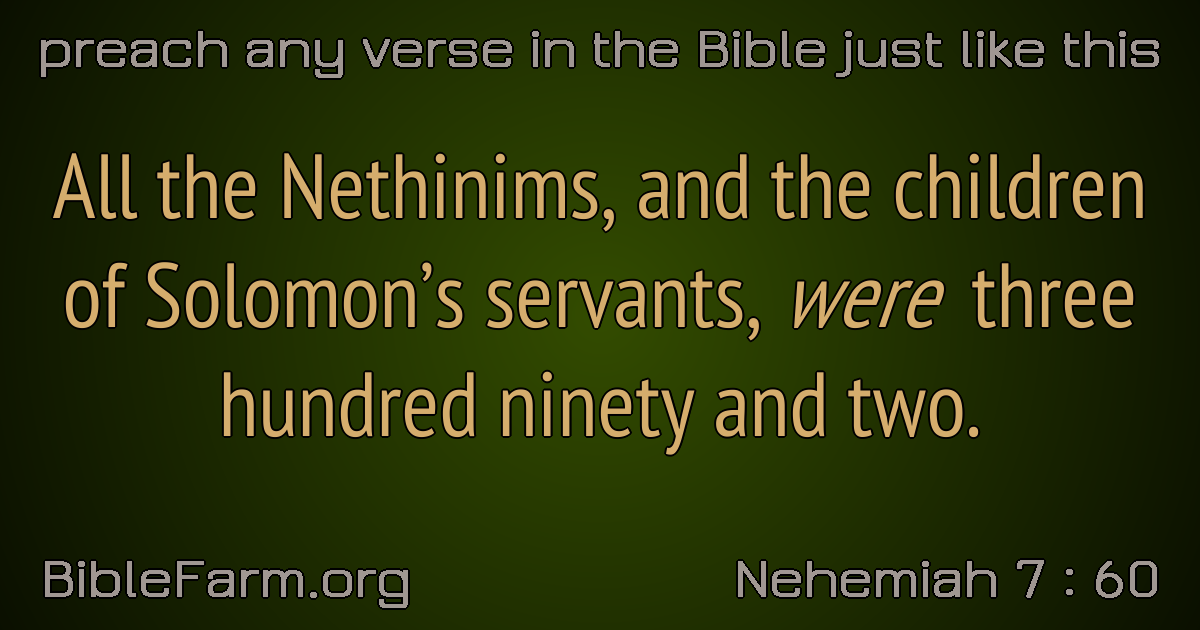 preach any verse in the Bible just like this
All the Nethinims, and the children
of Solomon’s servants, were three
hundred ninety and two.
BibleFarm.org
Nehemiah 7 : 60